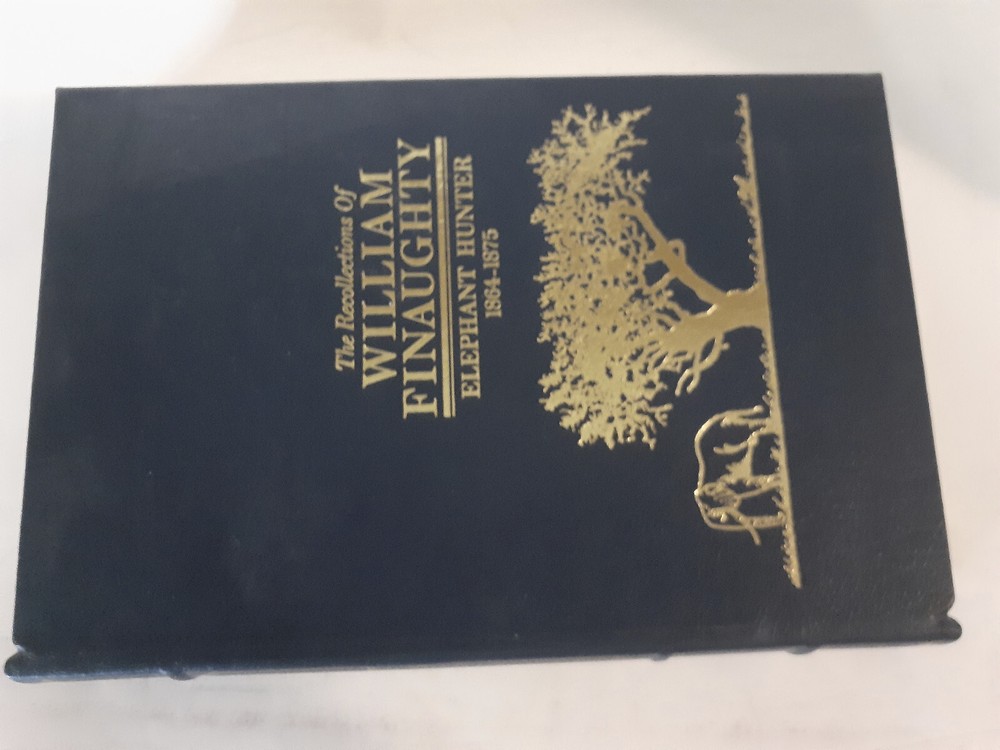 The Recollections Of
WILLIAM
FINAUGHTY
ELEPHANT HUNTER
1864-1875